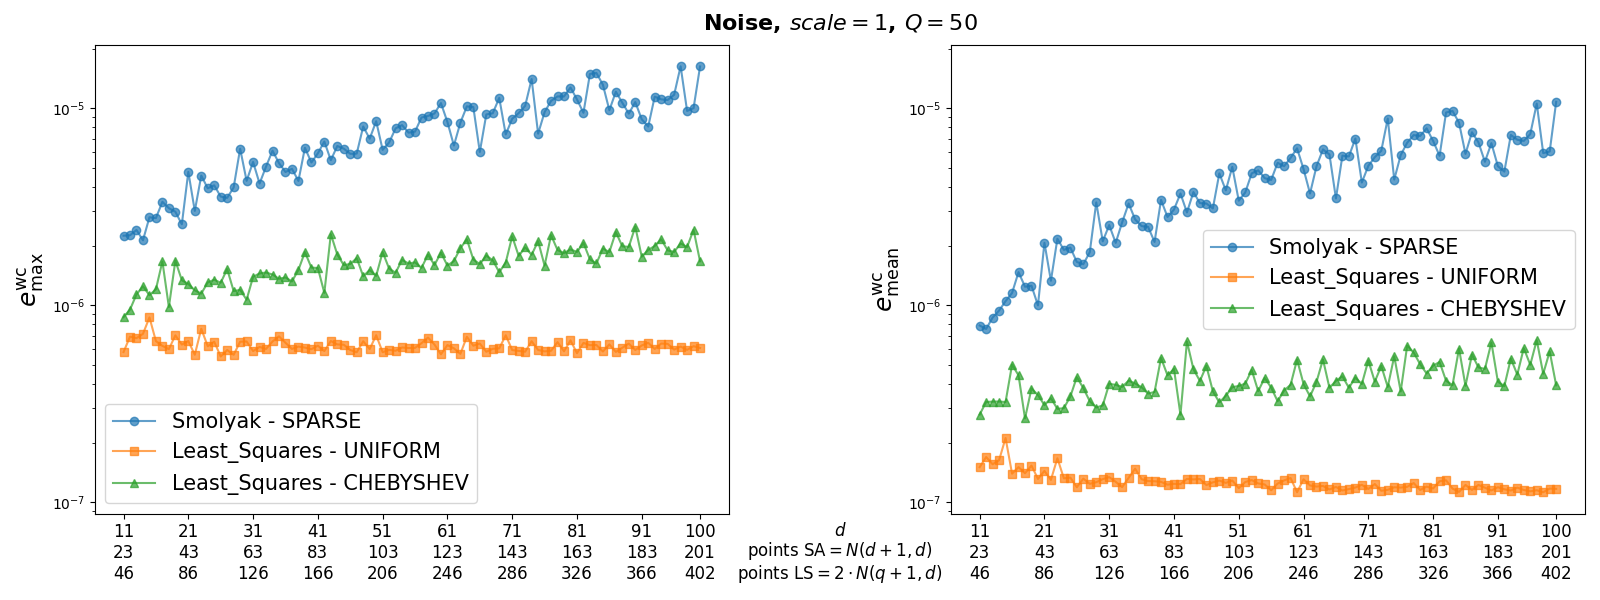 Noise, scale = 1, Q = 50
10⁻⁵
10⁻⁶
10⁻⁷
e^wc_max
Smolyak - SPARSE
Least_Squares - UNIFORM
Least_Squares - CHEBYSHEV
11 21 31 41 51 61 71 81 91 100
23 43 63 83 103 123 143 163 183 201
46 86 126 166 206 246 286 326 366 402
d
points SA = N(d + 1, d)
points LS = 2 · N(q + 1, d)
10⁻⁵
10⁻⁶
10⁻⁷
e^wc_mean
Smolyak - SPARSE
Least_Squares - UNIFORM
Least_Squares - CHEBYSHEV
11 21 31 41 51 61 71 81 91 100
23 43 63 83 103 123 143 163 183 201
46 86 126 166 206 246 286 326 366 402